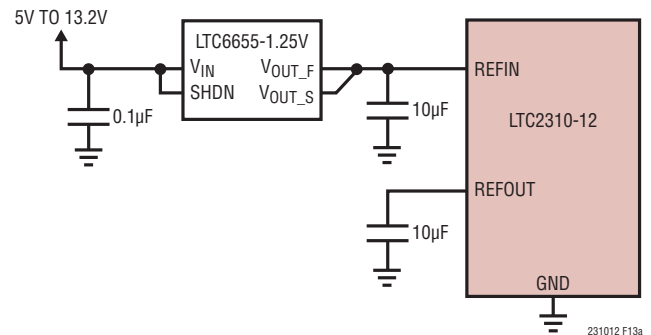 5V TO 13.2V
LTC6655-1.25V
VIN VOUT_F
SHDN VOUT_S
0.1µF
10µF
REFIN
LTC2310-12
REFOUT
10µF
GND
231012 F13a